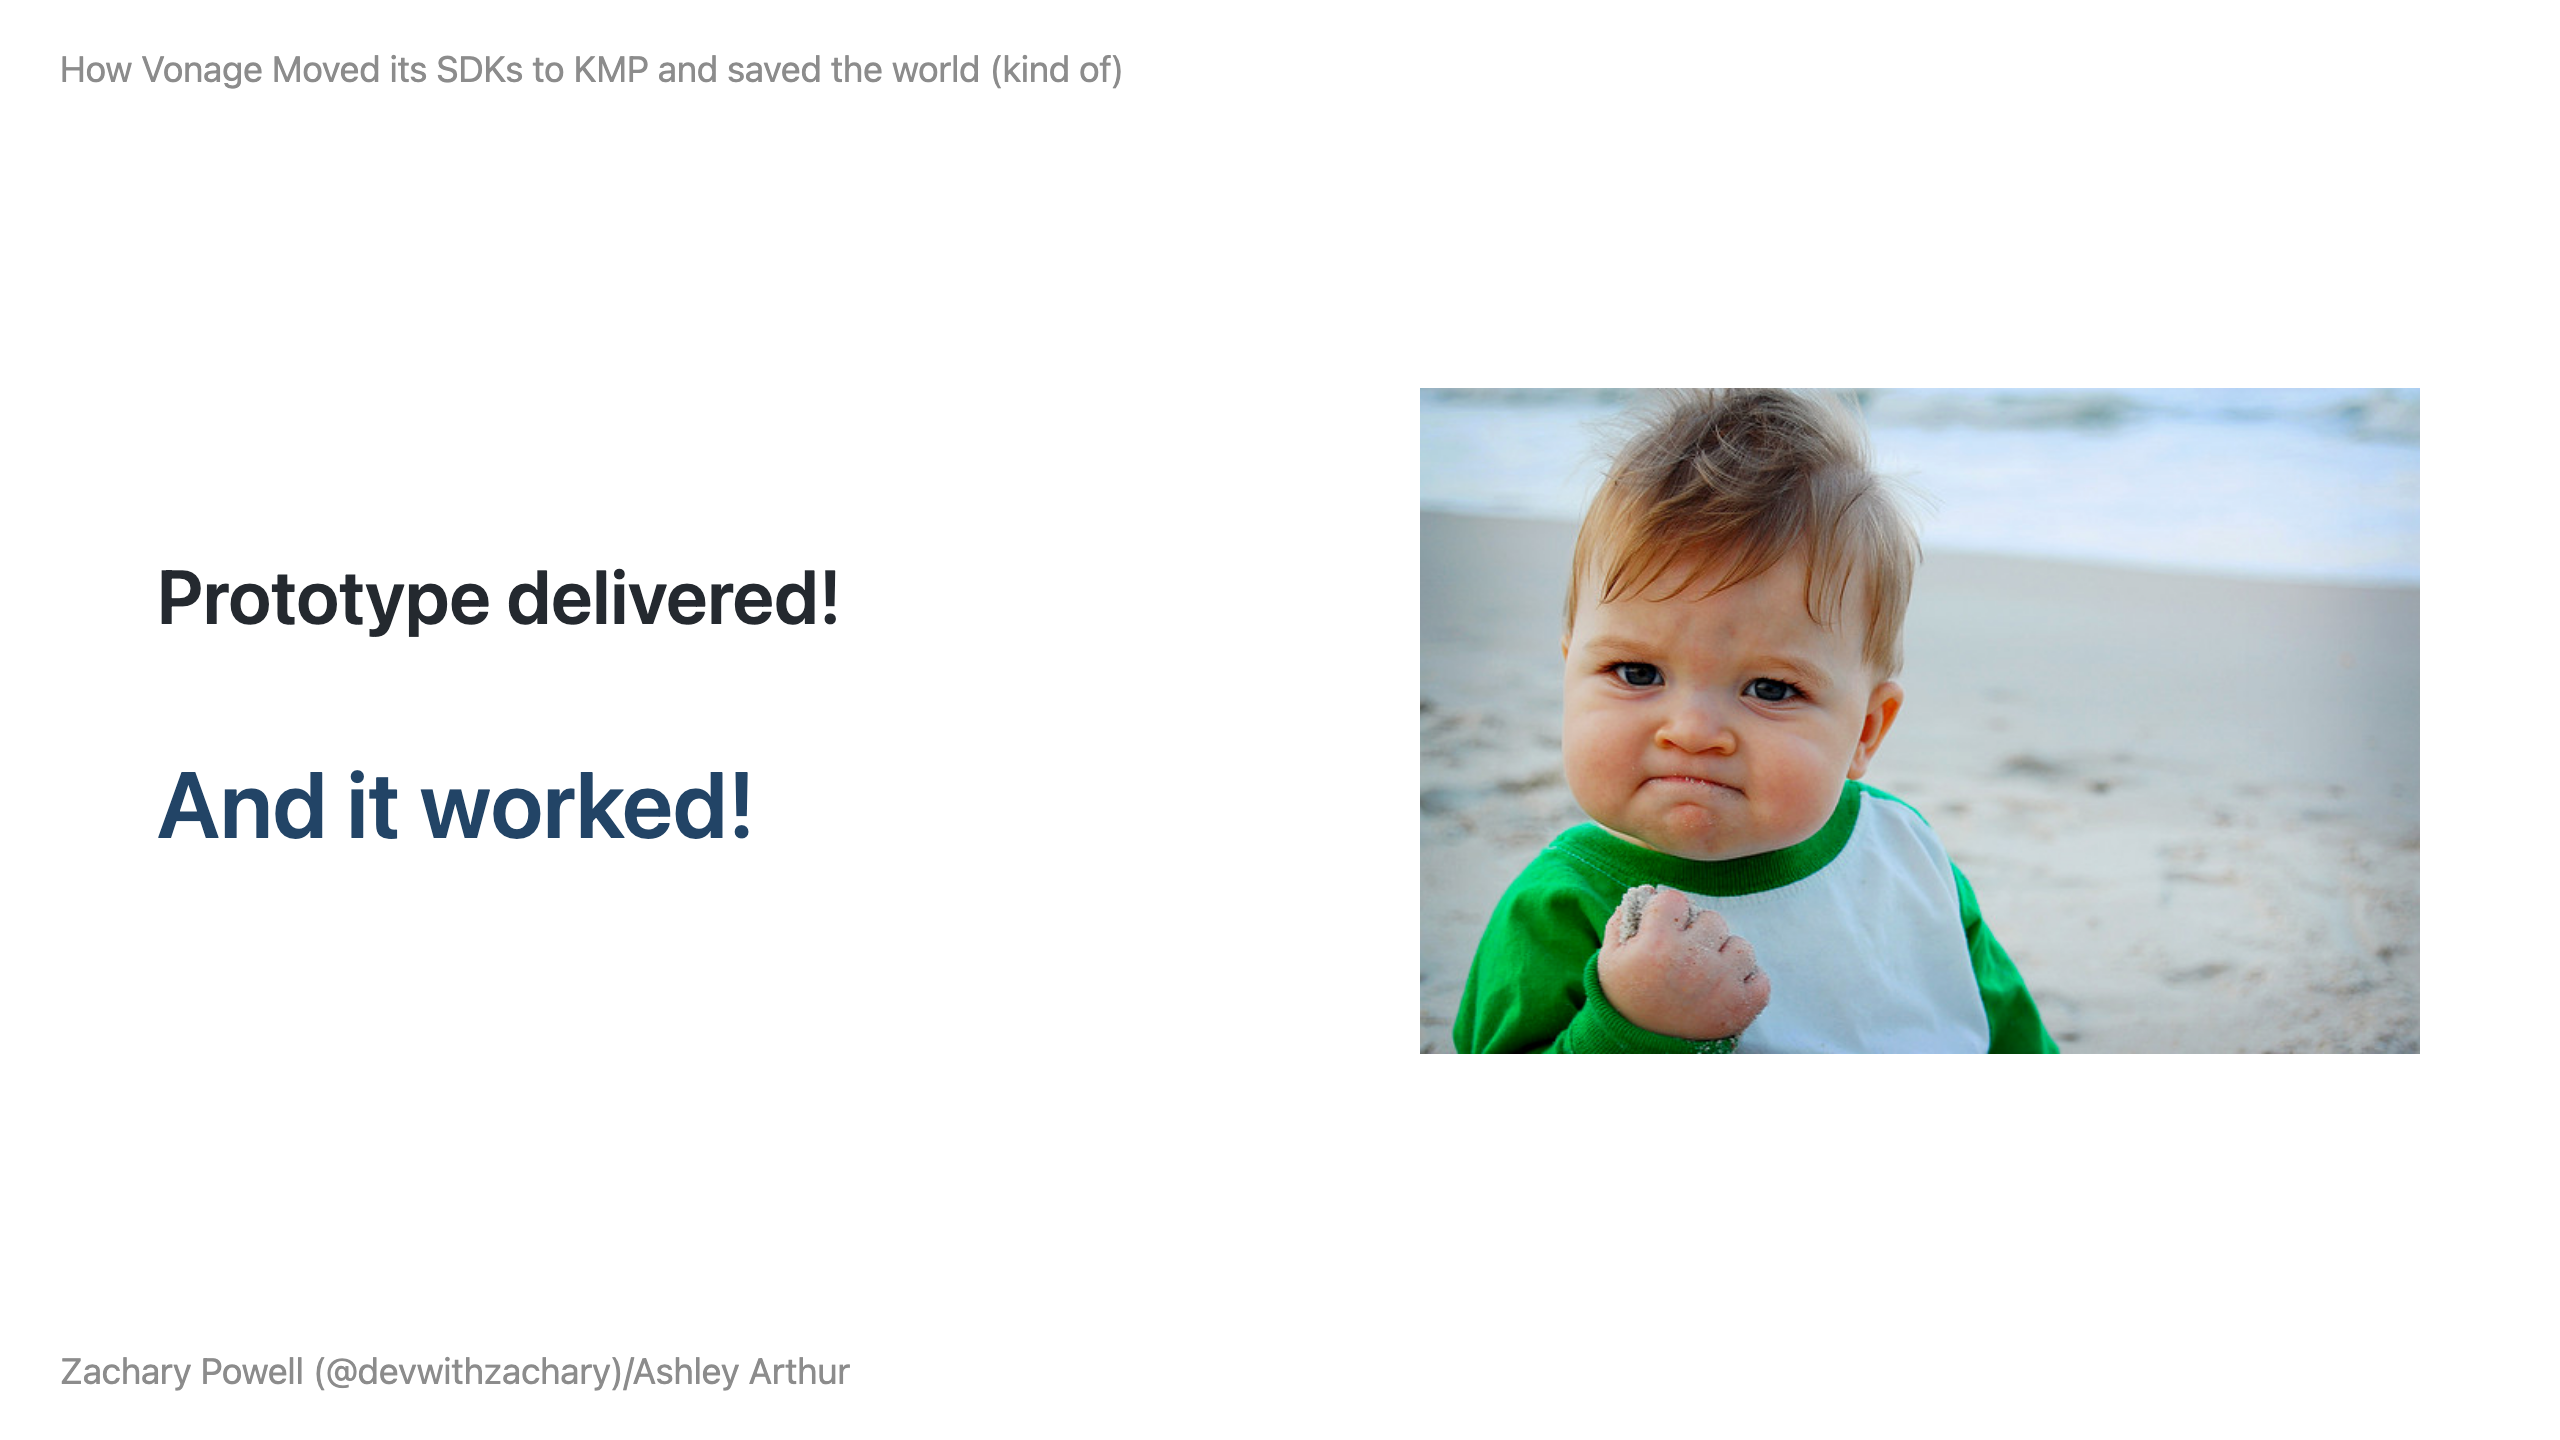 How Vonage Moved its SDKs to KMP and saved the world (kind of)
Prototype delivered!
And it worked!
Zachary Powell (@devwithzachary)/Ashley Arthur